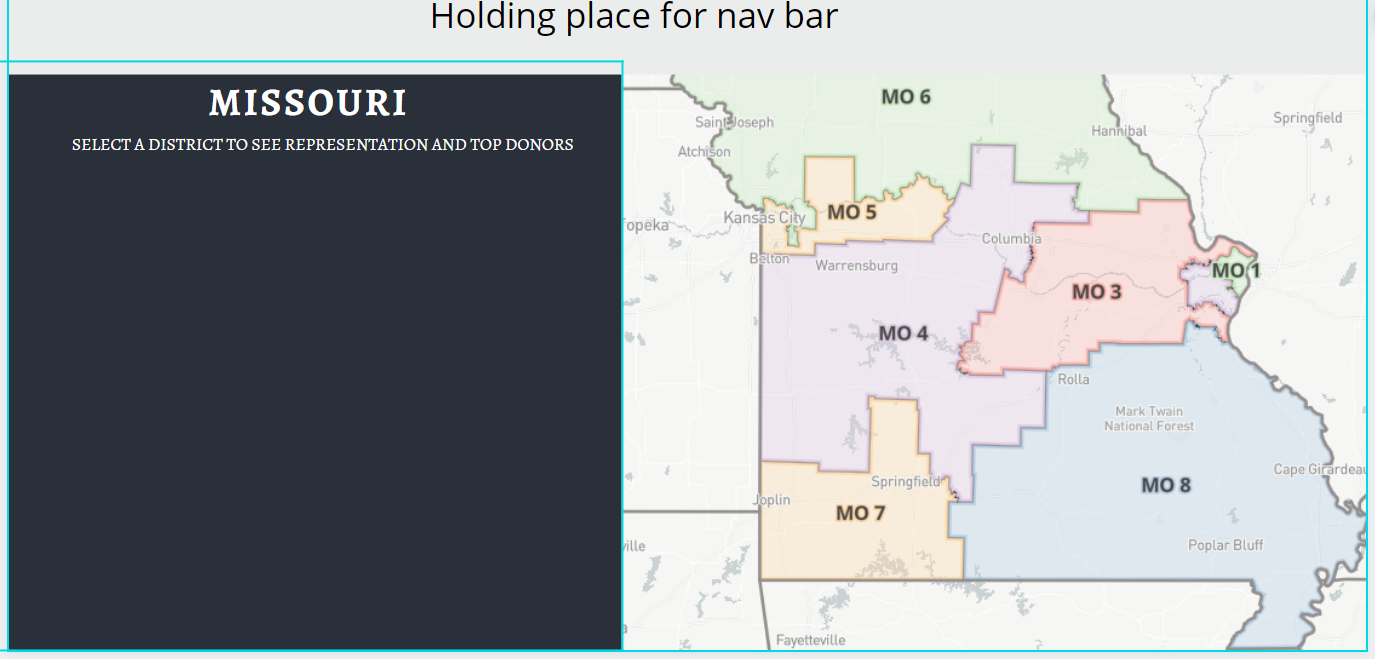 Holding place for nav bar
MISSOURI
SELECT A DISTRICT TO SEE REPRESENTATION AND TOP DONORS
MO 6
Saint Joseph
Hannibal
Springfield
Atchison
Kansas City
MO 5
opeka
Columbia
Belton
Warrensburg
MO 1
MO 3
MO 4
Rolla
Mark Twain
National Forest
Cape Girardeau
Springfield
MO 8
Joplin
MO 7
ville
Poplar Bluff
Fayetteville